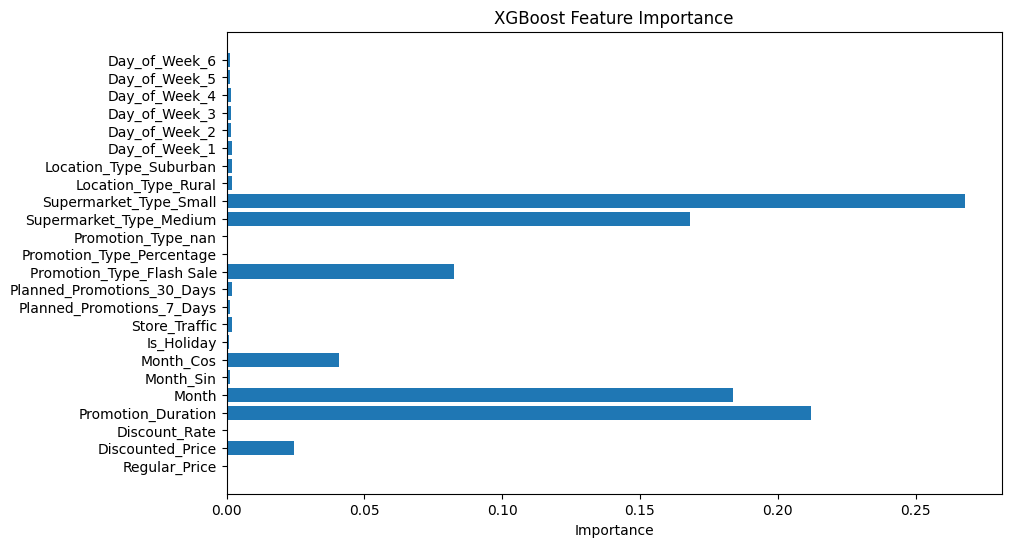 XGBoost Feature Importance
Day_of_Week_6
Day_of_Week_5
Day_of_Week_4
Day_of_Week_3
Day_of_Week_2
Day_of_Week_1
Location_Type_Suburban
Location_Type_Rural
Supermarket_Type_Small
Supermarket_Type_Medium
Promotion_Type_nan
Promotion_Type_Percentage
Promotion_Type_Flash Sale
Planned_Promotions_30_Days
Planned_Promotions_7_Days
Store_Traffic
Is_Holiday
Month_Cos
Month_Sin
Month
Promotion_Duration
Discount_Rate
Discounted_Price
Regular_Price
0.00 0.05 0.10 0.15 0.20 0.25
Importance